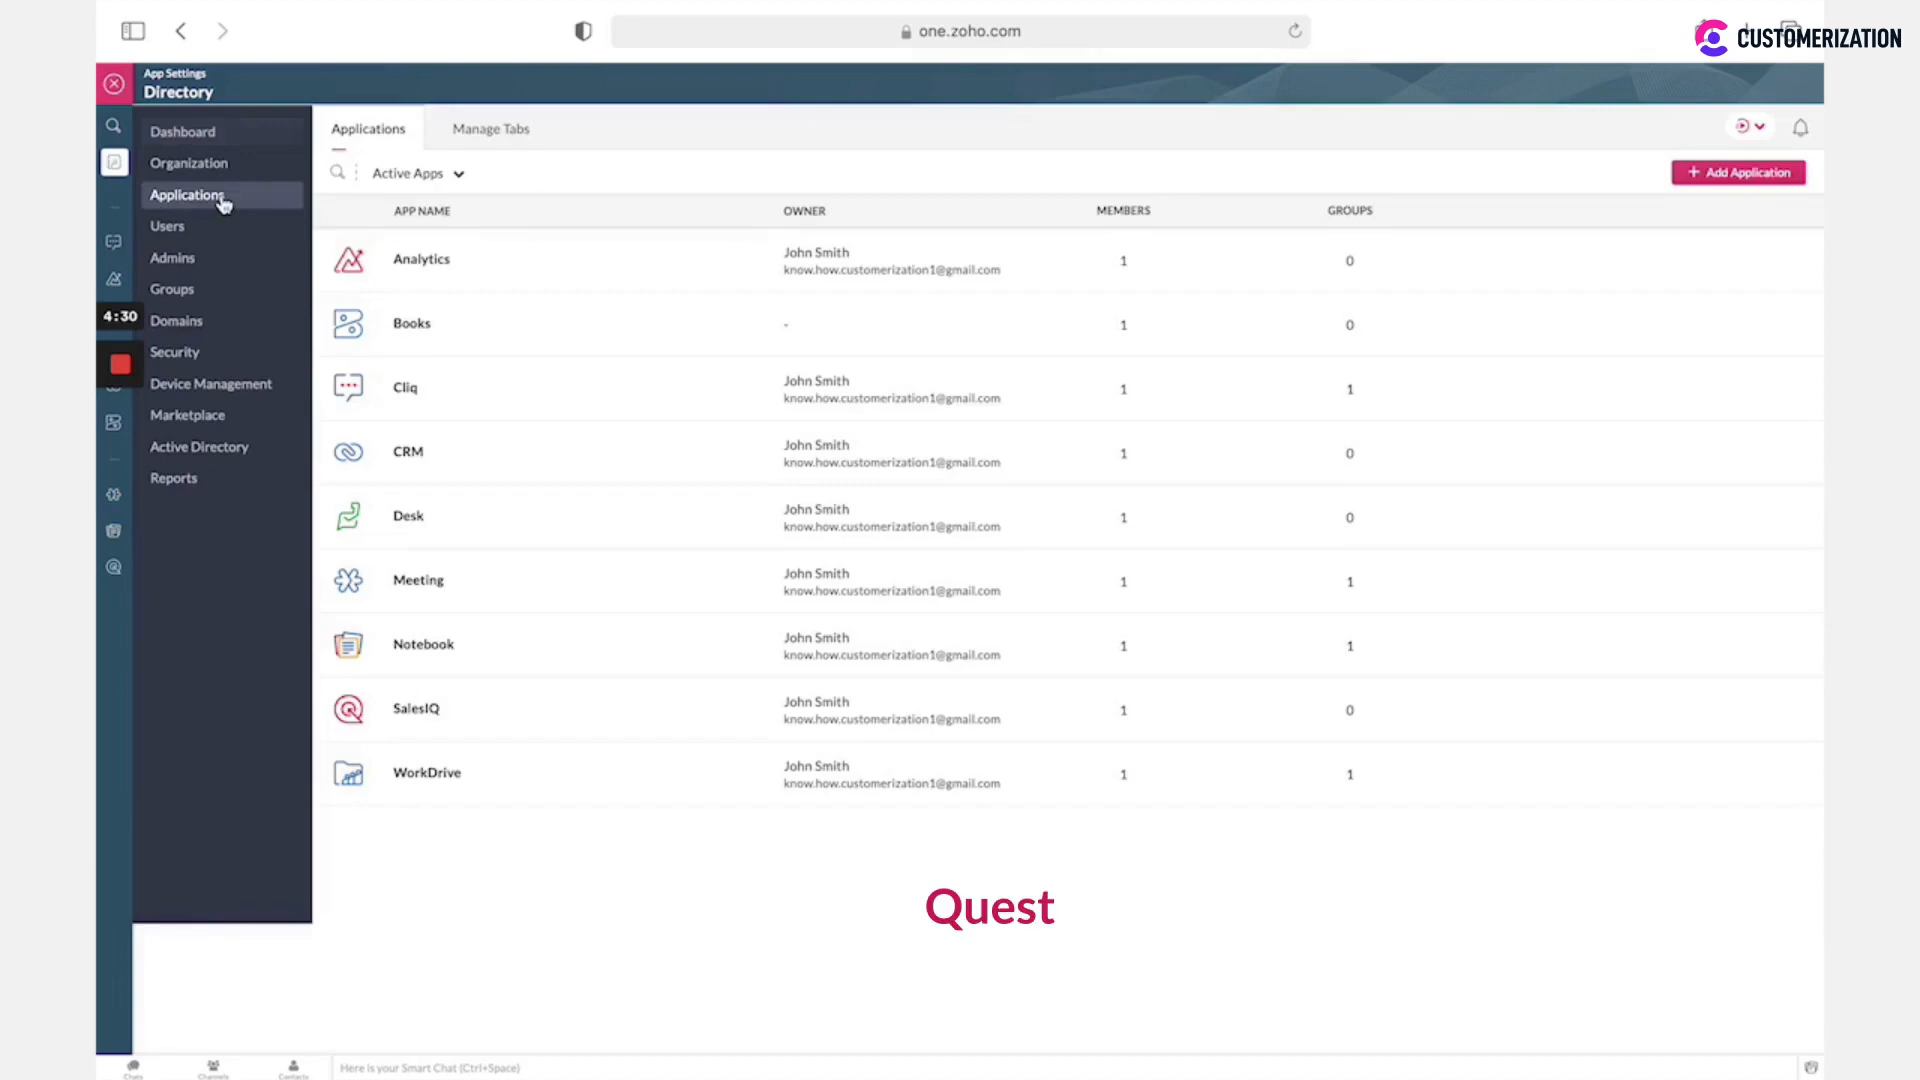 one.zoho.com
CUSTOMERIZATION
App Settings
Directory
Dashboard
Organization
Applications
Users
Admins
Groups
4:30
Domains
Security
Device Management
Marketplace
Active Directory
Reports
Applications
Manage Tabs
Active Apps
+ Add Application
APP NAME OWNER MEMBERS GROUPS
Analytics John Smith 1 0
know.how.customerization1@gmail.com
Books - 1 0
Cliq John Smith 1 1
know.how.customerization1@gmail.com
CRM John Smith 1 0
know.how.customerization1@gmail.com
Desk John Smith 1 0
know.how.customerization1@gmail.com
Meeting John Smith 1 1
know.how.customerization1@gmail.com
Notebook John Smith 1 1
know.how.customerization1@gmail.com
SalesIQ John Smith 1 0
know.how.customerization1@gmail.com
WorkDrive John Smith 1 1
know.how.customerization1@gmail.com
Quest
Chats
Channels
Contacts
Here is your Smart Chat (Ctrl+Space)